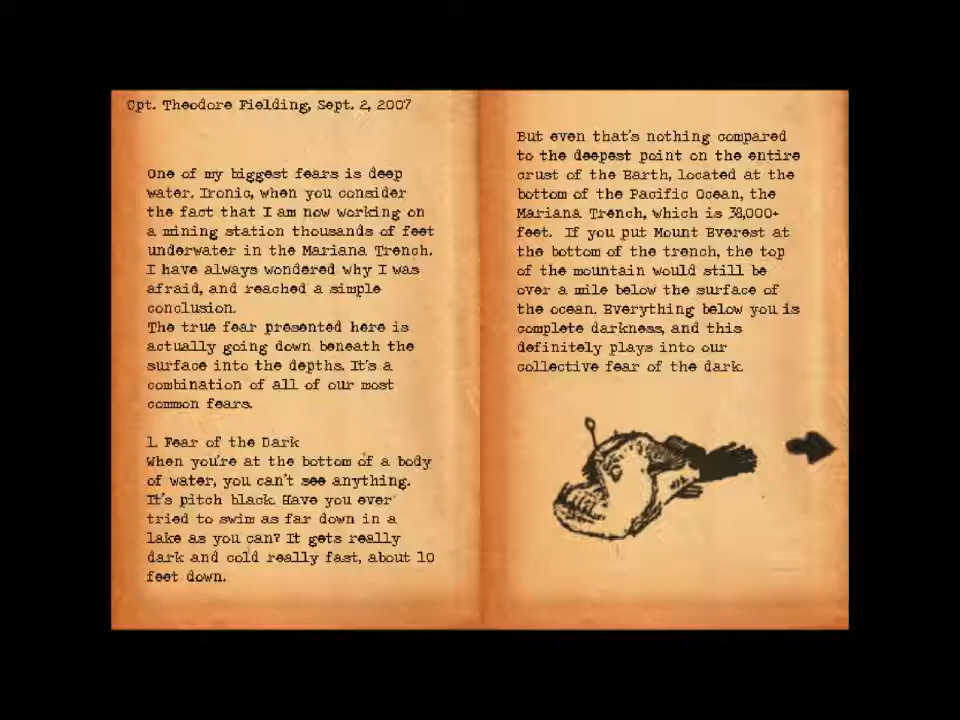 Cpt. Theodore Fielding, Sept. 2, 2007
One of my biggest fears is deep
water. Ironic, when you consider
the fact that I am now working on
a mining station thousands of feet
underwater in the Mariana Trench.
I have always wondered why I was
afraid, and reached a simple
conclusion.
The true fear presented here is
actually going down beneath the
surface into the depths. It's a
combination of all of our most
common fears.
1. Fear of the Dark
When you're at the bottom of a body
of water, you can't see anything.
It's pitch black. Have you ever
tried to swim as far down in a
lake as you can? It gets really
dark and cold really fast, about 10
feet down.
But even that's nothing compared
to the deepest point on the entire
crust of the Earth, located at the
bottom of the Pacific Ocean, the
Mariana Trench, which is 38,000+
feet. If you put Mount Everest at
the bottom of the trench, the top
of the mountain would still be
over a mile below the surface of
the ocean. Everything below you is
complete darkness, and this
definitely plays into our
collective fear of the dark.